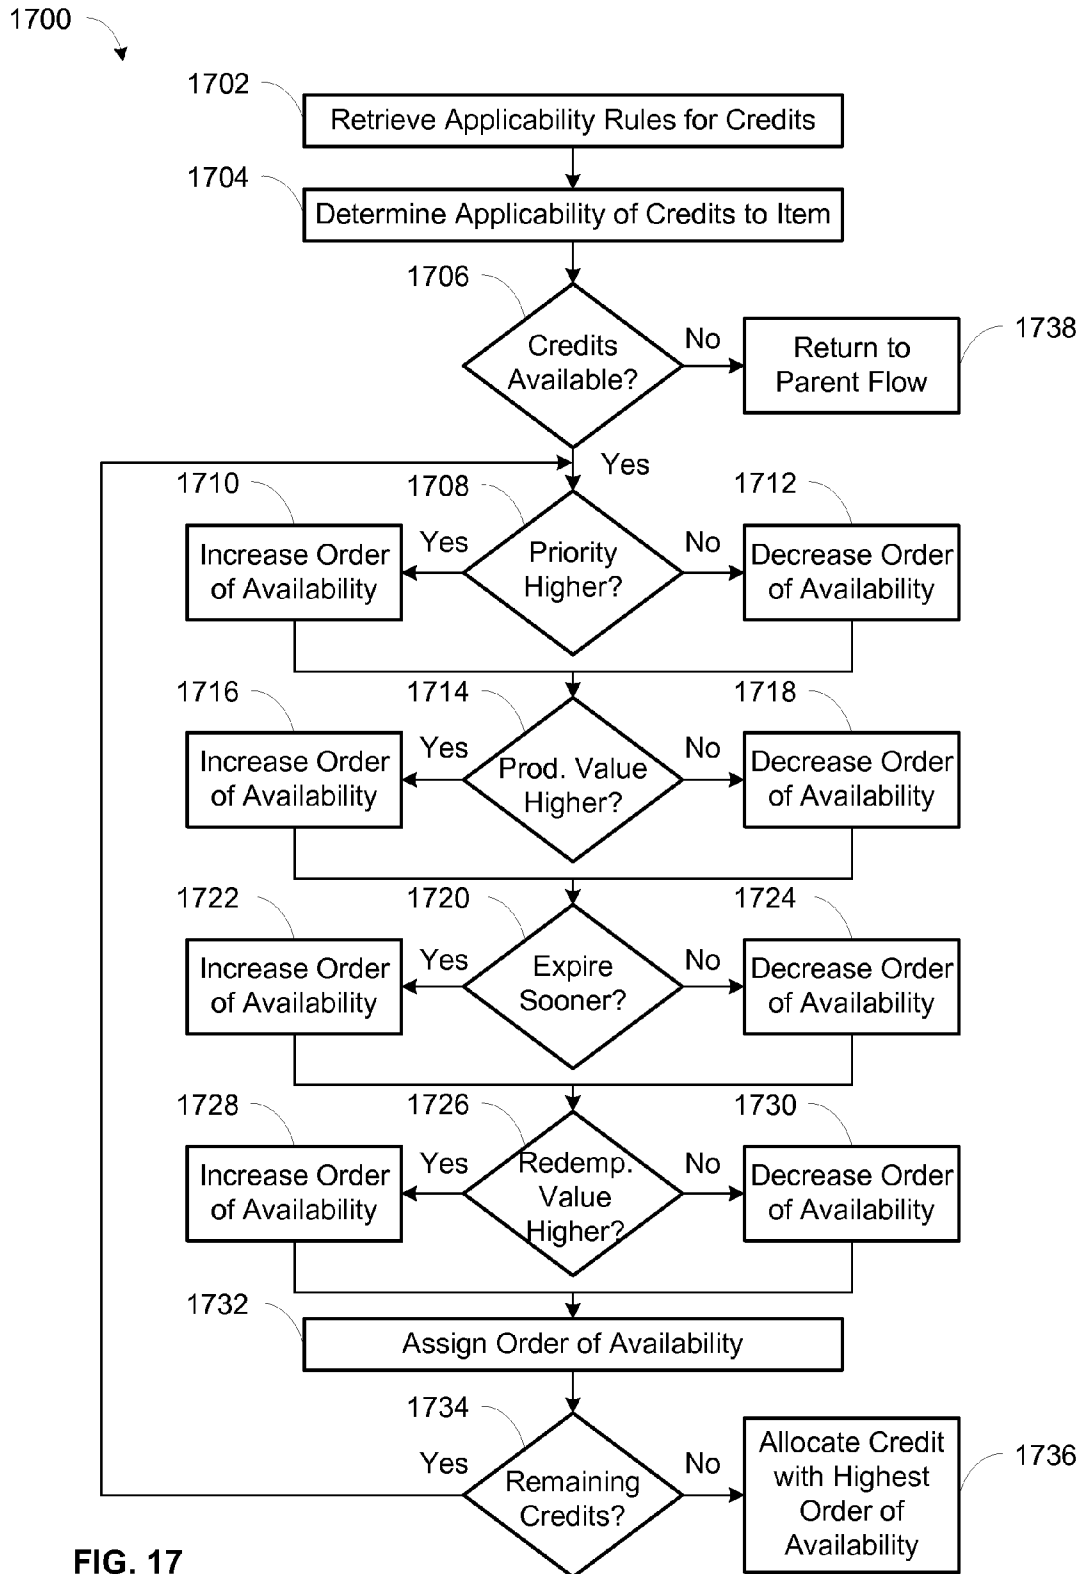 1700
1702
Retrieve Applicability Rules for Credits
1704
Determine Applicability of Credits to Item
1706
Credits
Available?
No
Return to
Parent Flow
1738
Yes
1710
Increase Order
of Availability
Yes
1708
Priority
Higher?
No
1712
Decrease Order
of Availability
1716
Increase Order
of Availability
Yes
1714
Prod. Value
Higher?
No
1718
Decrease Order
of Availability
1722
Increase Order
of Availability
Yes
1720
Expire
Sooner?
No
1724
Decrease Order
of Availability
1728
Increase Order
of Availability
Yes
1726
Redemp.
Value
Higher?
No
1730
Decrease Order
of Availability
1732
Assign Order of Availability
1734
Yes
Remaining
Credits?
No
Allocate Credit
with Highest
Order of
Availability
1736
FIG. 17